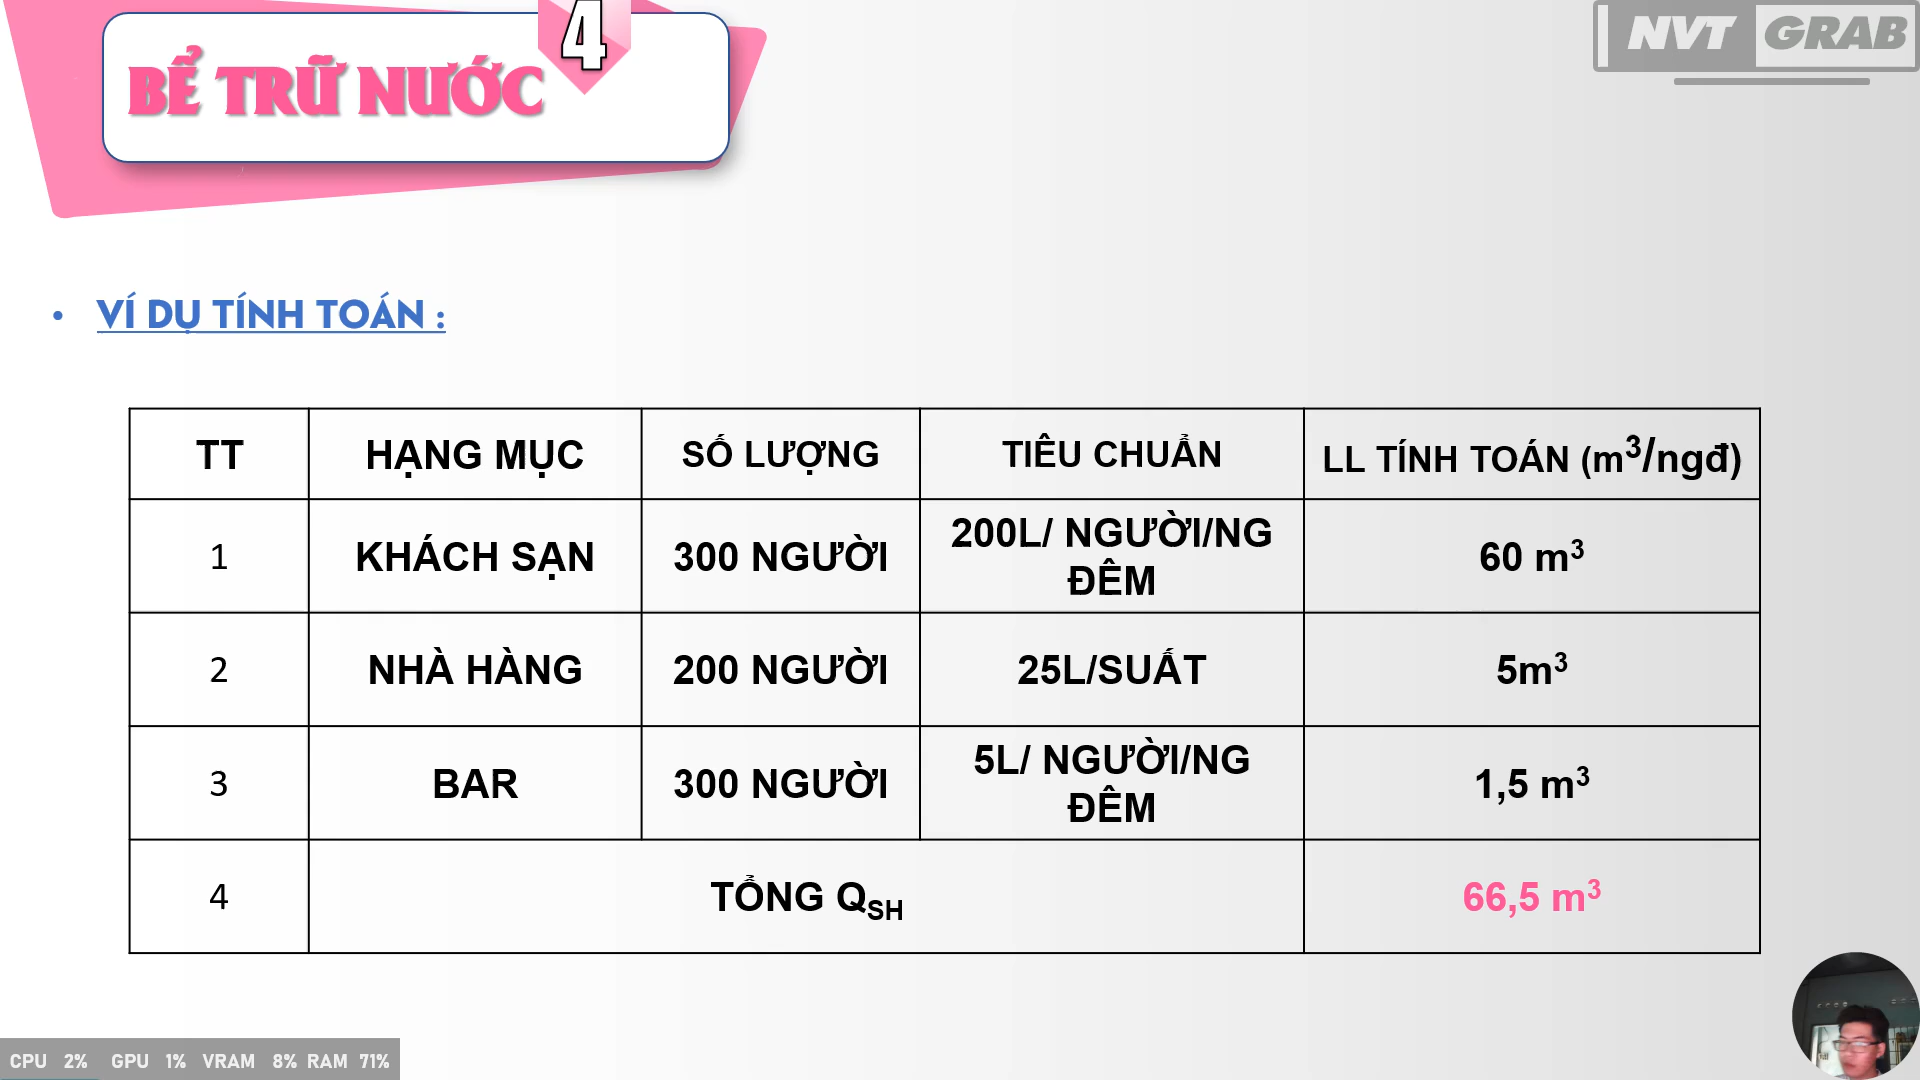 4
BỂ TRỮ NƯỚC
NVT GRAB
• VÍ DỤ TÍNH TOÁN :
TT HẠNG MỤC SỐ LƯỢNG TIÊU CHUẨN LL TÍNH TOÁN (m³/ngđ)
1 KHÁCH SẠN 300 NGƯỜI 200L/ NGƯỜI/NG
ĐÊM 60 m³
2 NHÀ HÀNG 200 NGƯỜI 25L/SUẤT 5m³
3 BAR 300 NGƯỜI 5L/ NGƯỜI/NG
ĐÊM 1,5 m³
4 TỔNG Q_SH 66,5 m³
CPU 2% GPU 1% VRAM 8% RAM 71%